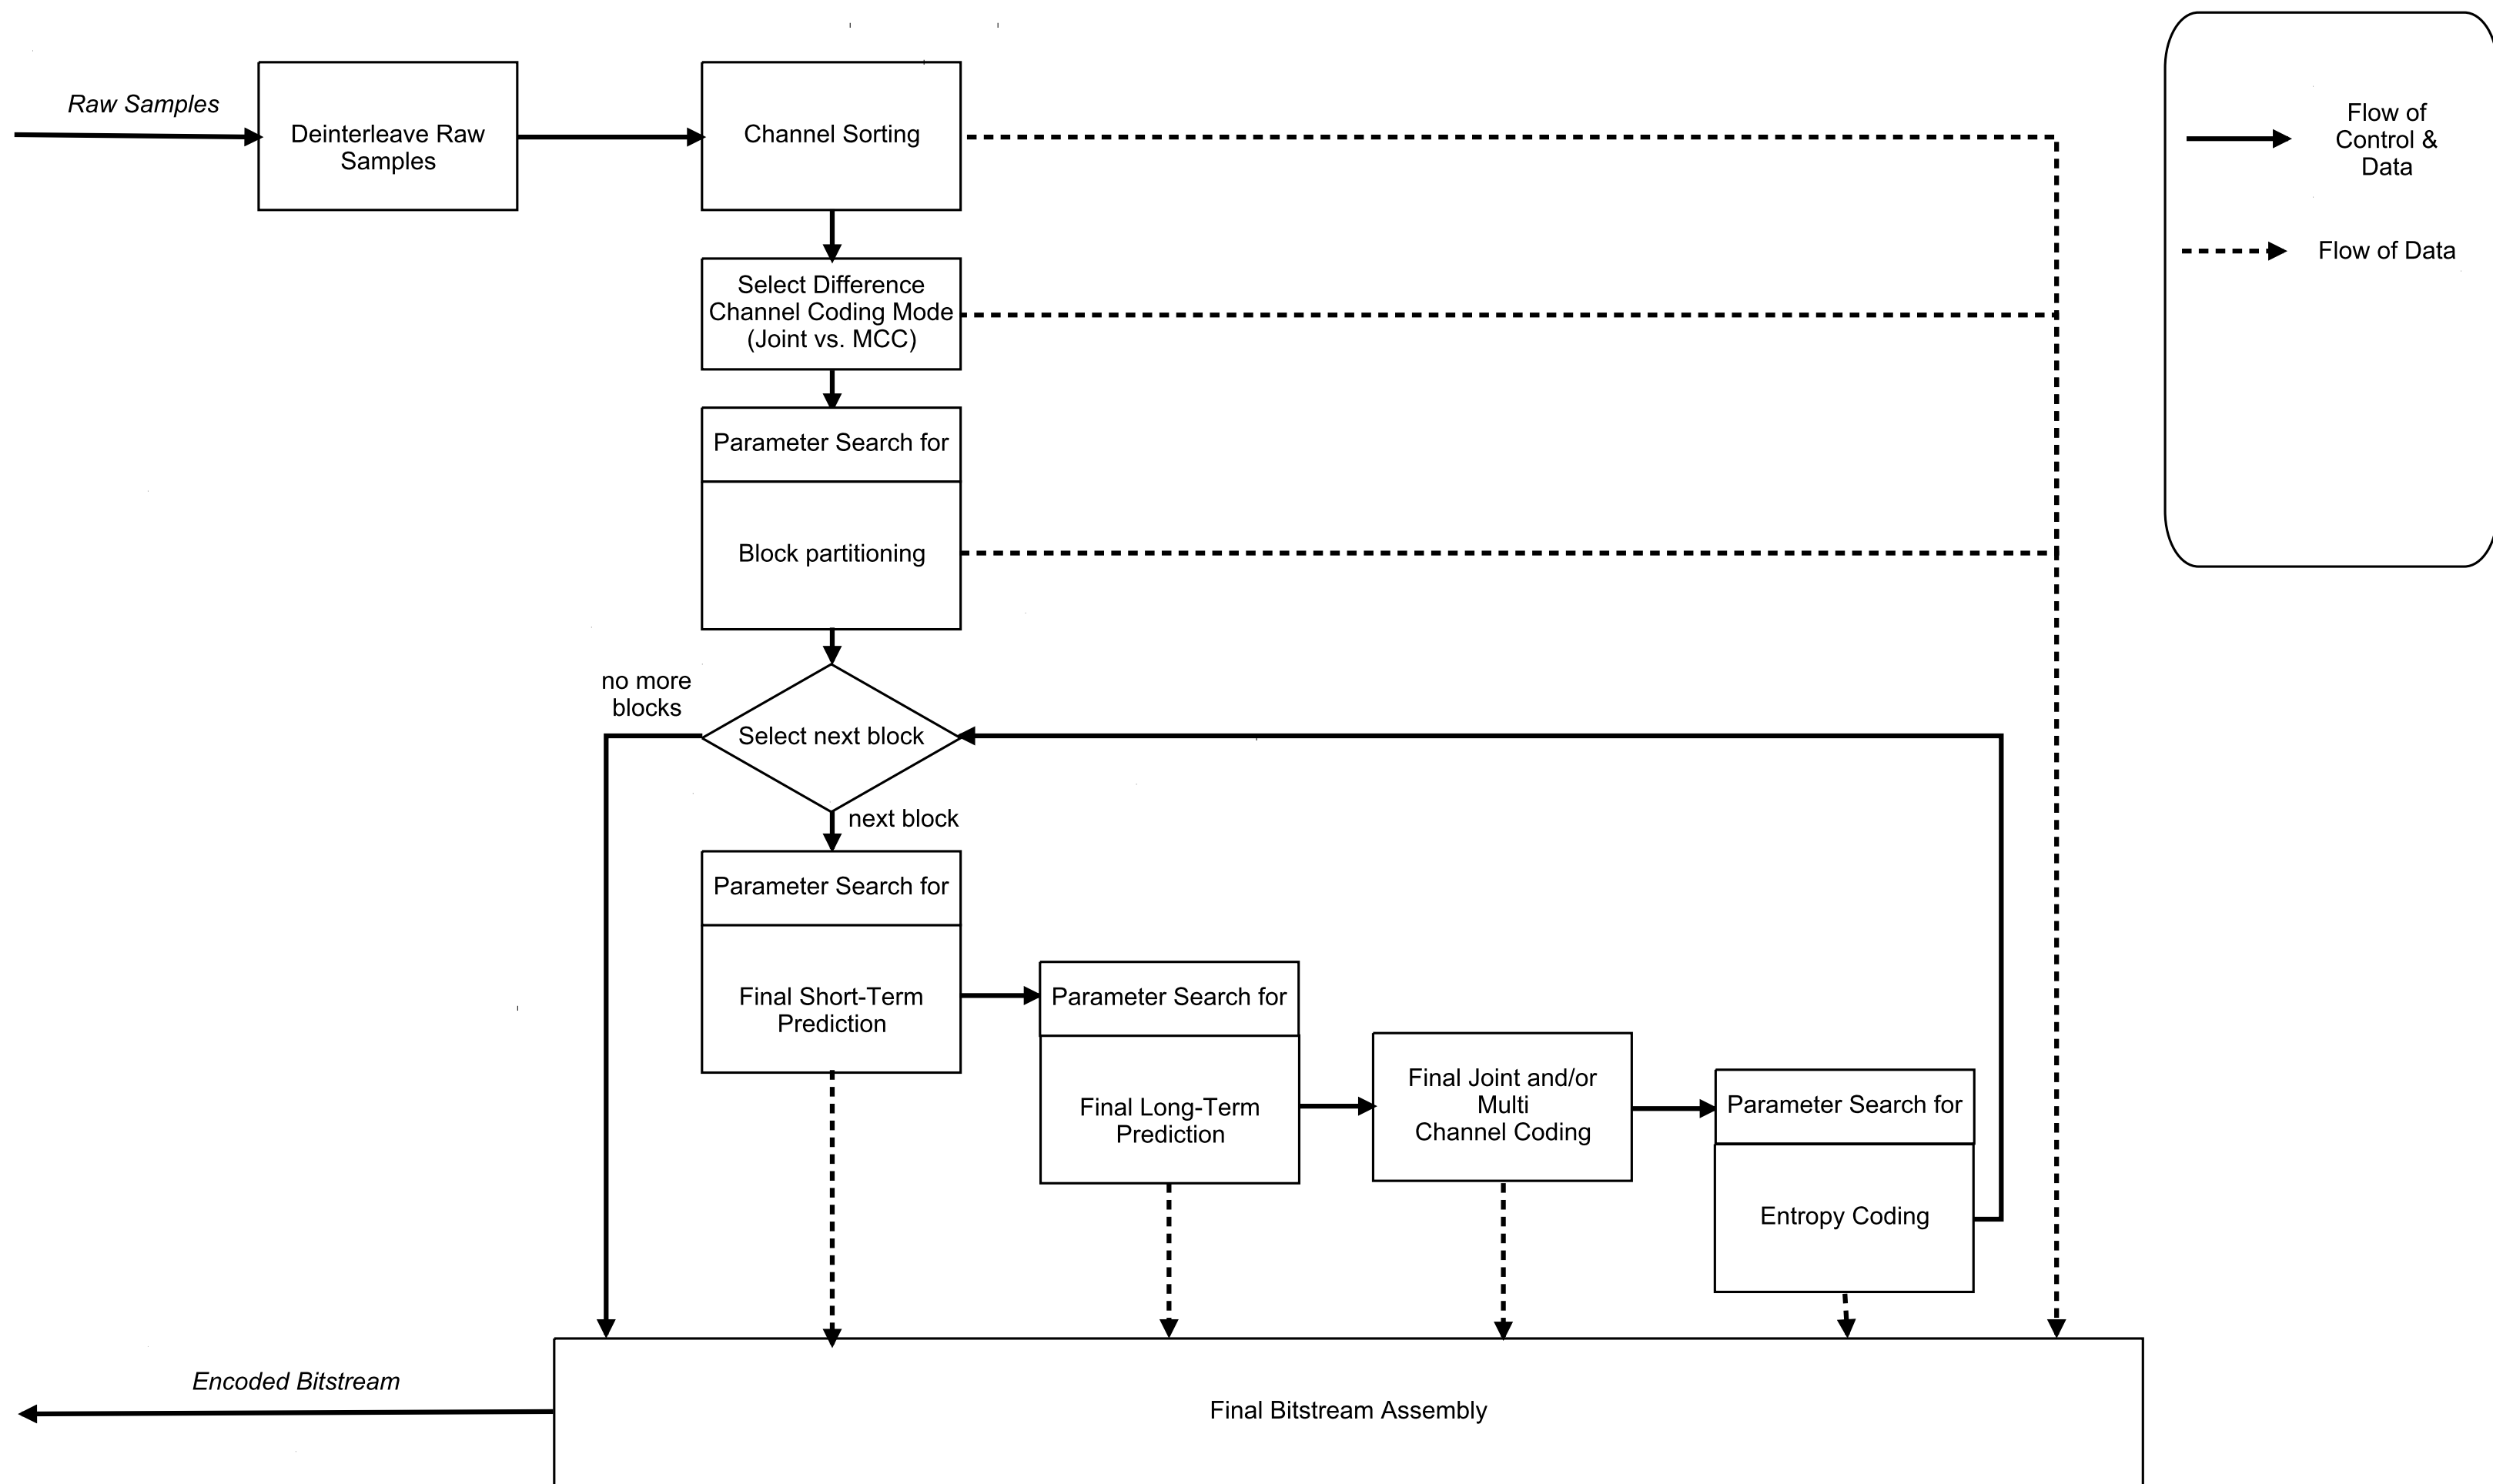 Raw Samples
Deinterleave Raw
Samples
Channel Sorting
Flow of
Control &
Data
Flow of Data
Select Difference
Channel Coding Mode
(Joint vs. MCC)
Parameter Search for
Block partitioning
no more
blocks
Select next block
next block
Parameter Search for
Final Short-Term
Prediction
Parameter Search for
Final Long-Term
Prediction
Final Joint and/or
Multi
Channel Coding
Parameter Search for
Entropy Coding
Encoded Bitstream
Final Bitstream Assembly